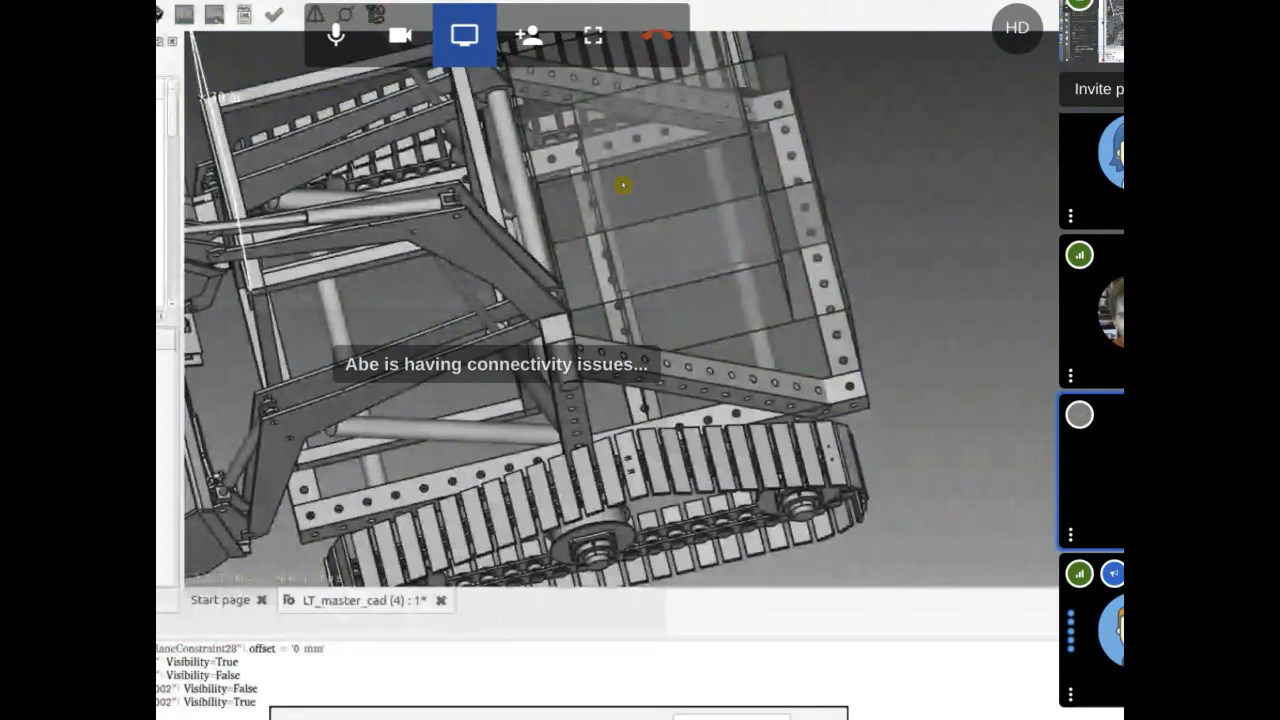 HD
Invite p
Abe is having connectivity issues...
Start page
LT_master_cad (4) : 1*
laneConstraint28" offset = '0 mm'
" Visibility=True
" Visibility=False
002" Visibility=False
002" Visibility=True